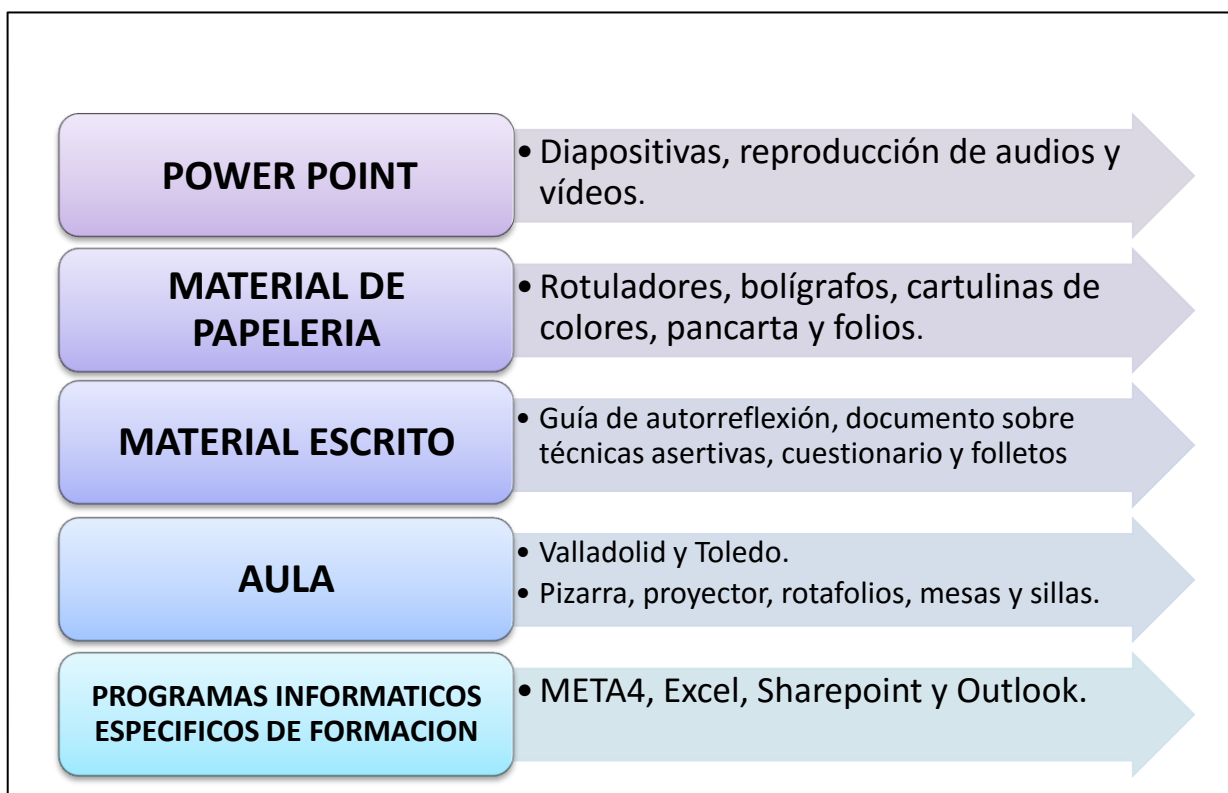 POWER POINT
• Diapositivas, reproducción de audios y
vídeos.
MATERIAL DE
PAPELERIA
• Rotuladores, bolígrafos, cartulinas de
colores, pancarta y folios.
MATERIAL ESCRITO
• Guía de autorreflexión, documento sobre
técnicas asertivas, cuestionario y folletos
AULA
• Valladolid y Toledo.
• Pizarra, proyector, rotafolios, mesas y sillas.
PROGRAMAS INFORMATICOS
ESPECIFICOS DE FORMACION
• META4, Excel, Sharepoint y Outlook.